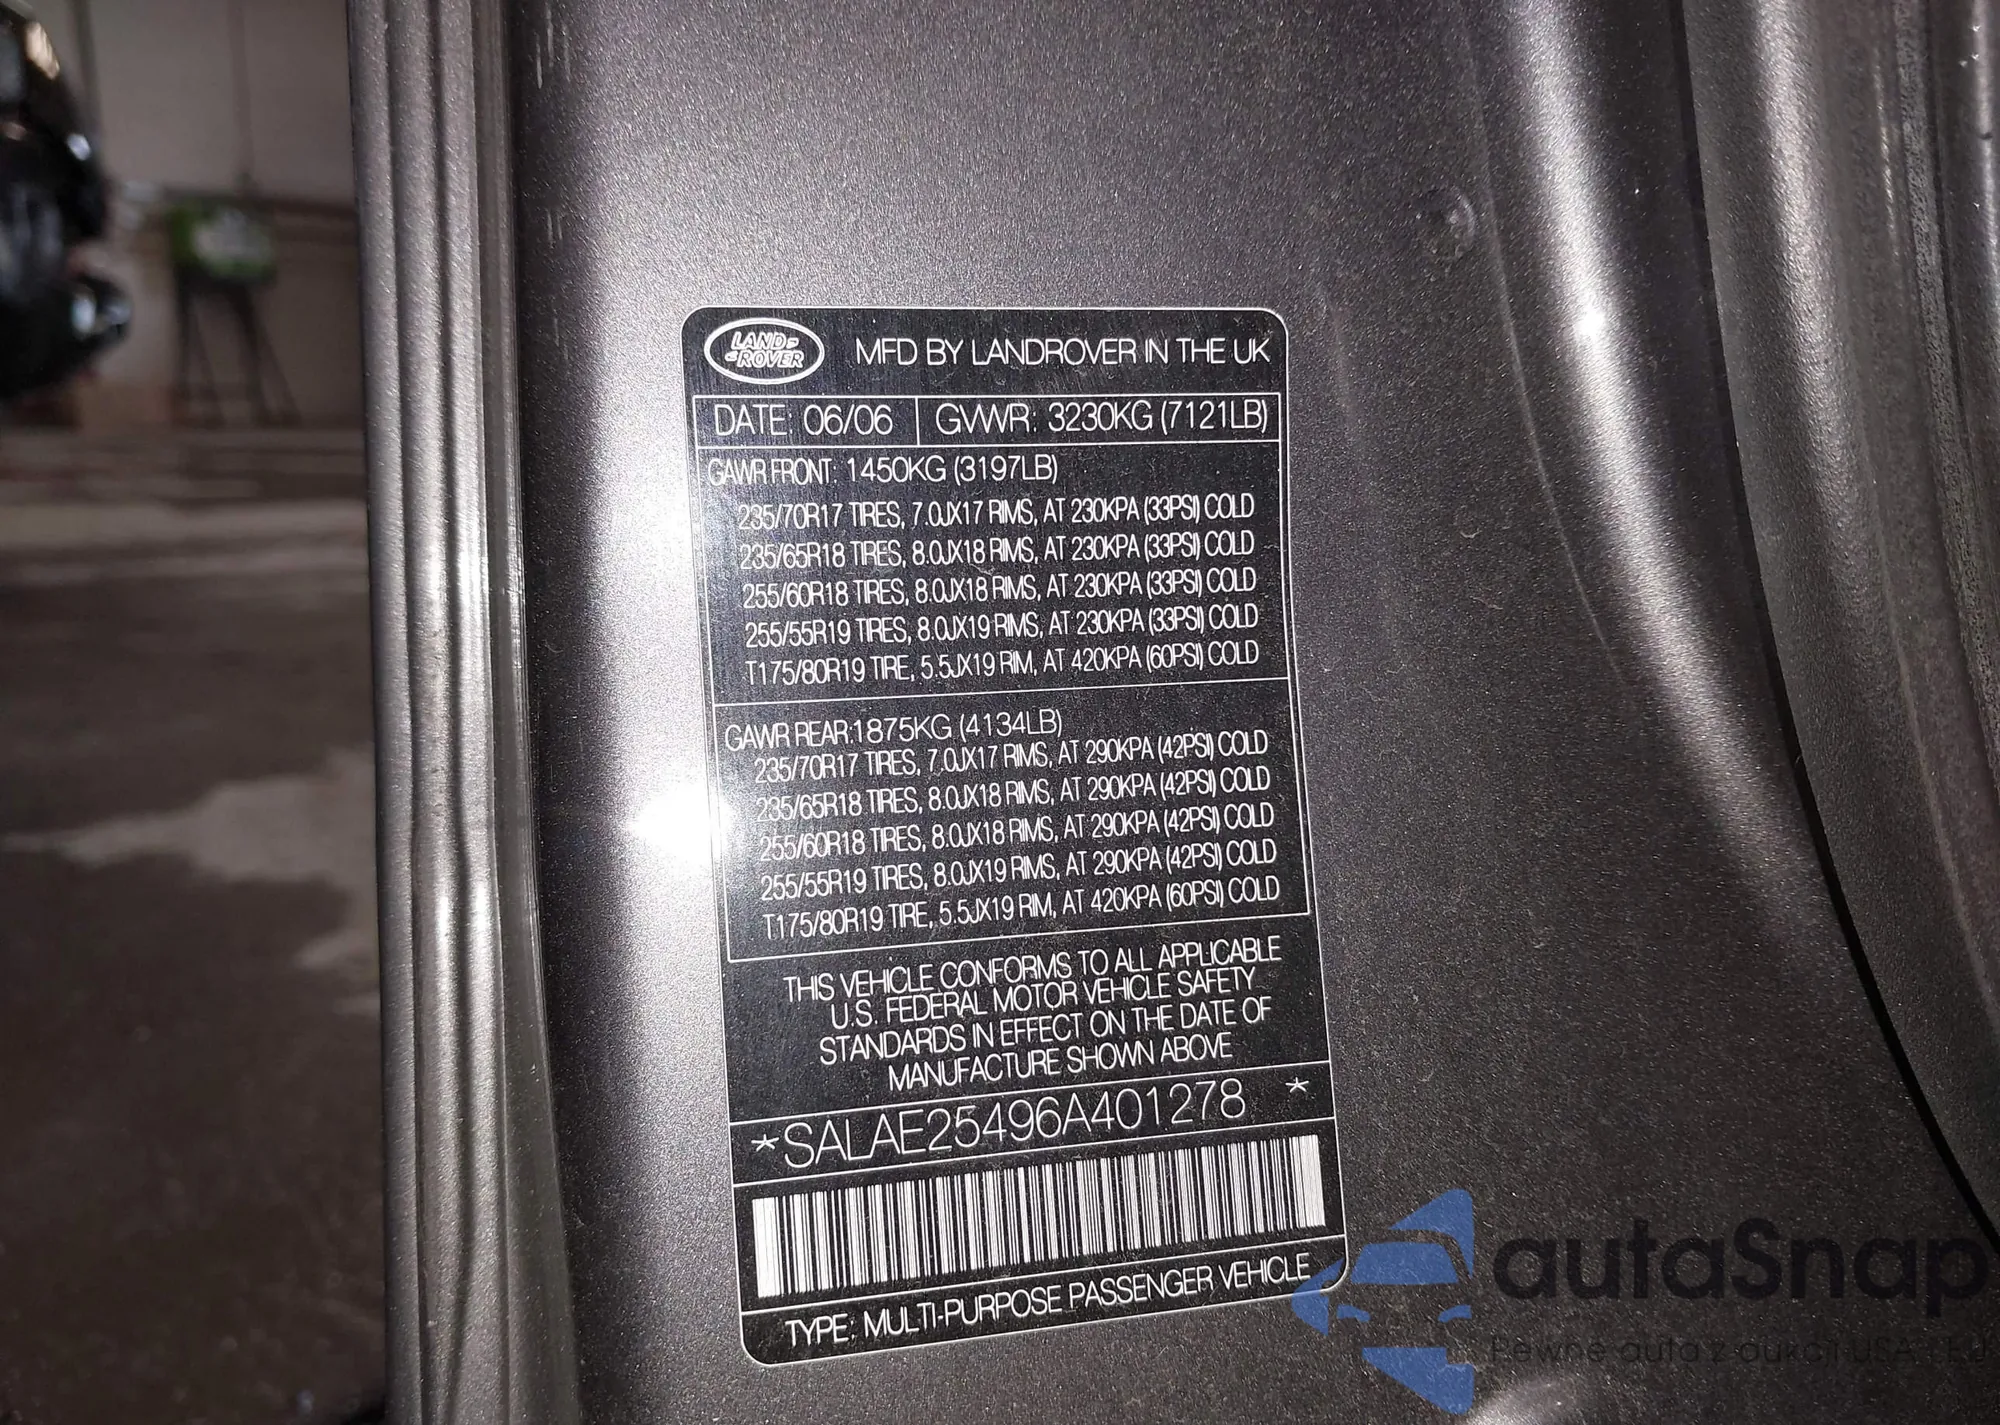 LAND ROVER
MFD BY LANDROVER IN THE UK
DATE: 06/06 GVWR: 3230KG (7121LB)
GAWR FRONT: 1450KG (3197LB)
235/70R17 TIRES, 7.0JX17 RIMS, AT 230KPA (33PSI) COLD
235/65R18 TIRES, 8.0JX18 RIMS, AT 230KPA (33PSI) COLD
255/60R18 TIRES, 8.0JX18 RIMS, AT 230KPA (33PSI) COLD
255/55R19 TIRES, 8.0JX19 RIMS, AT 230KPA (33PSI) COLD
T175/80R19 TIRE, 5.5JX19 RIM, AT 420KPA (60PSI) COLD
GAWR REAR:1875KG (4134LB)
235/70R17 TIRES, 7.0JX17 RIMS, AT 290KPA (42PSI) COLD
235/65R18 TIRES, 8.0JX18 RIMS, AT 290KPA (42PSI) COLD
255/60R18 TIRES, 8.0JX18 RIMS, AT 290KPA (42PSI) COLD
255/55R19 TIRES, 8.0JX19 RIMS, AT 290KPA (42PSI) COLD
T175/80R19 TIRE, 5.5JX19 RIM, AT 420KPA (60PSI) COLD
THIS VEHICLE CONFORMS TO ALL APPLICABLE
U.S. FEDERAL MOTOR VEHICLE SAFETY
STANDARDS IN EFFECT ON THE DATE OF
MANUFACTURE SHOWN ABOVE
*SALAE25496A401278 *
TYPE: MULTI-PURPOSE PASSENGER VEHICLE
autaSnap
Pewne auta z aukcji USA i EU